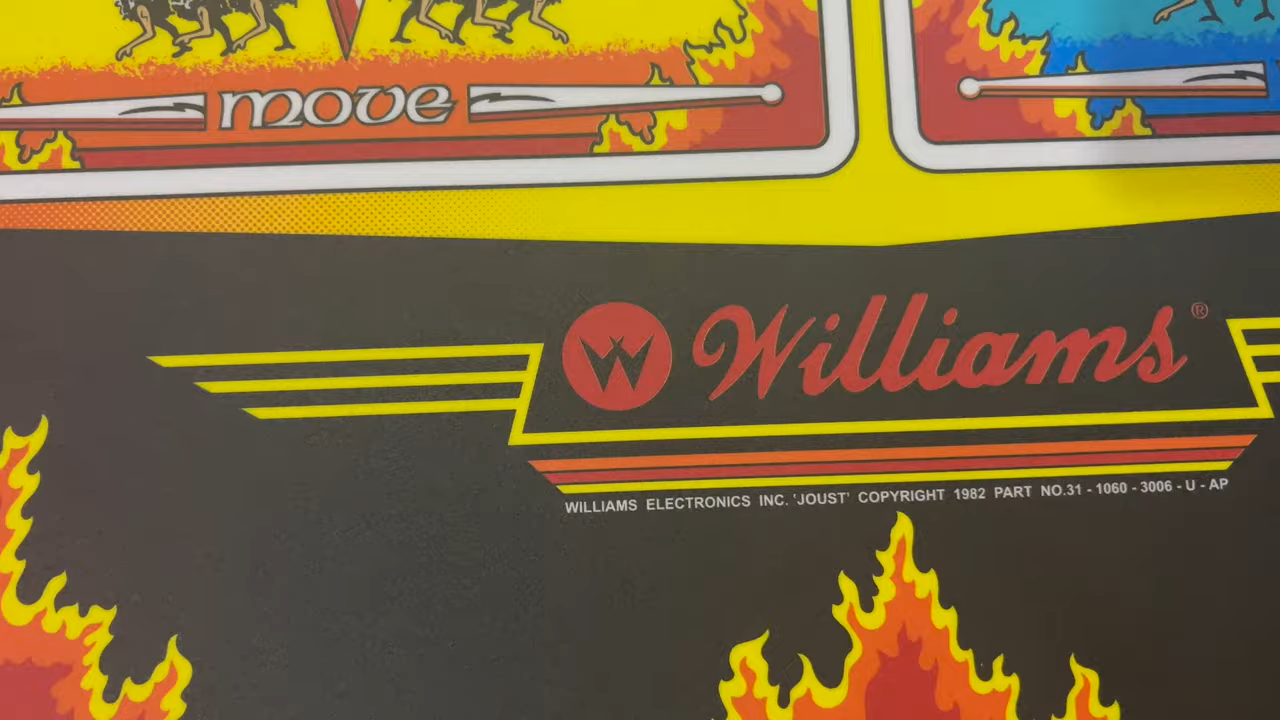 move
W Williams ®
WILLIAMS ELECTRONICS INC. 'JOUST' COPYRIGHT 1982 PART NO.31 - 1060 - 3006 - U - AP